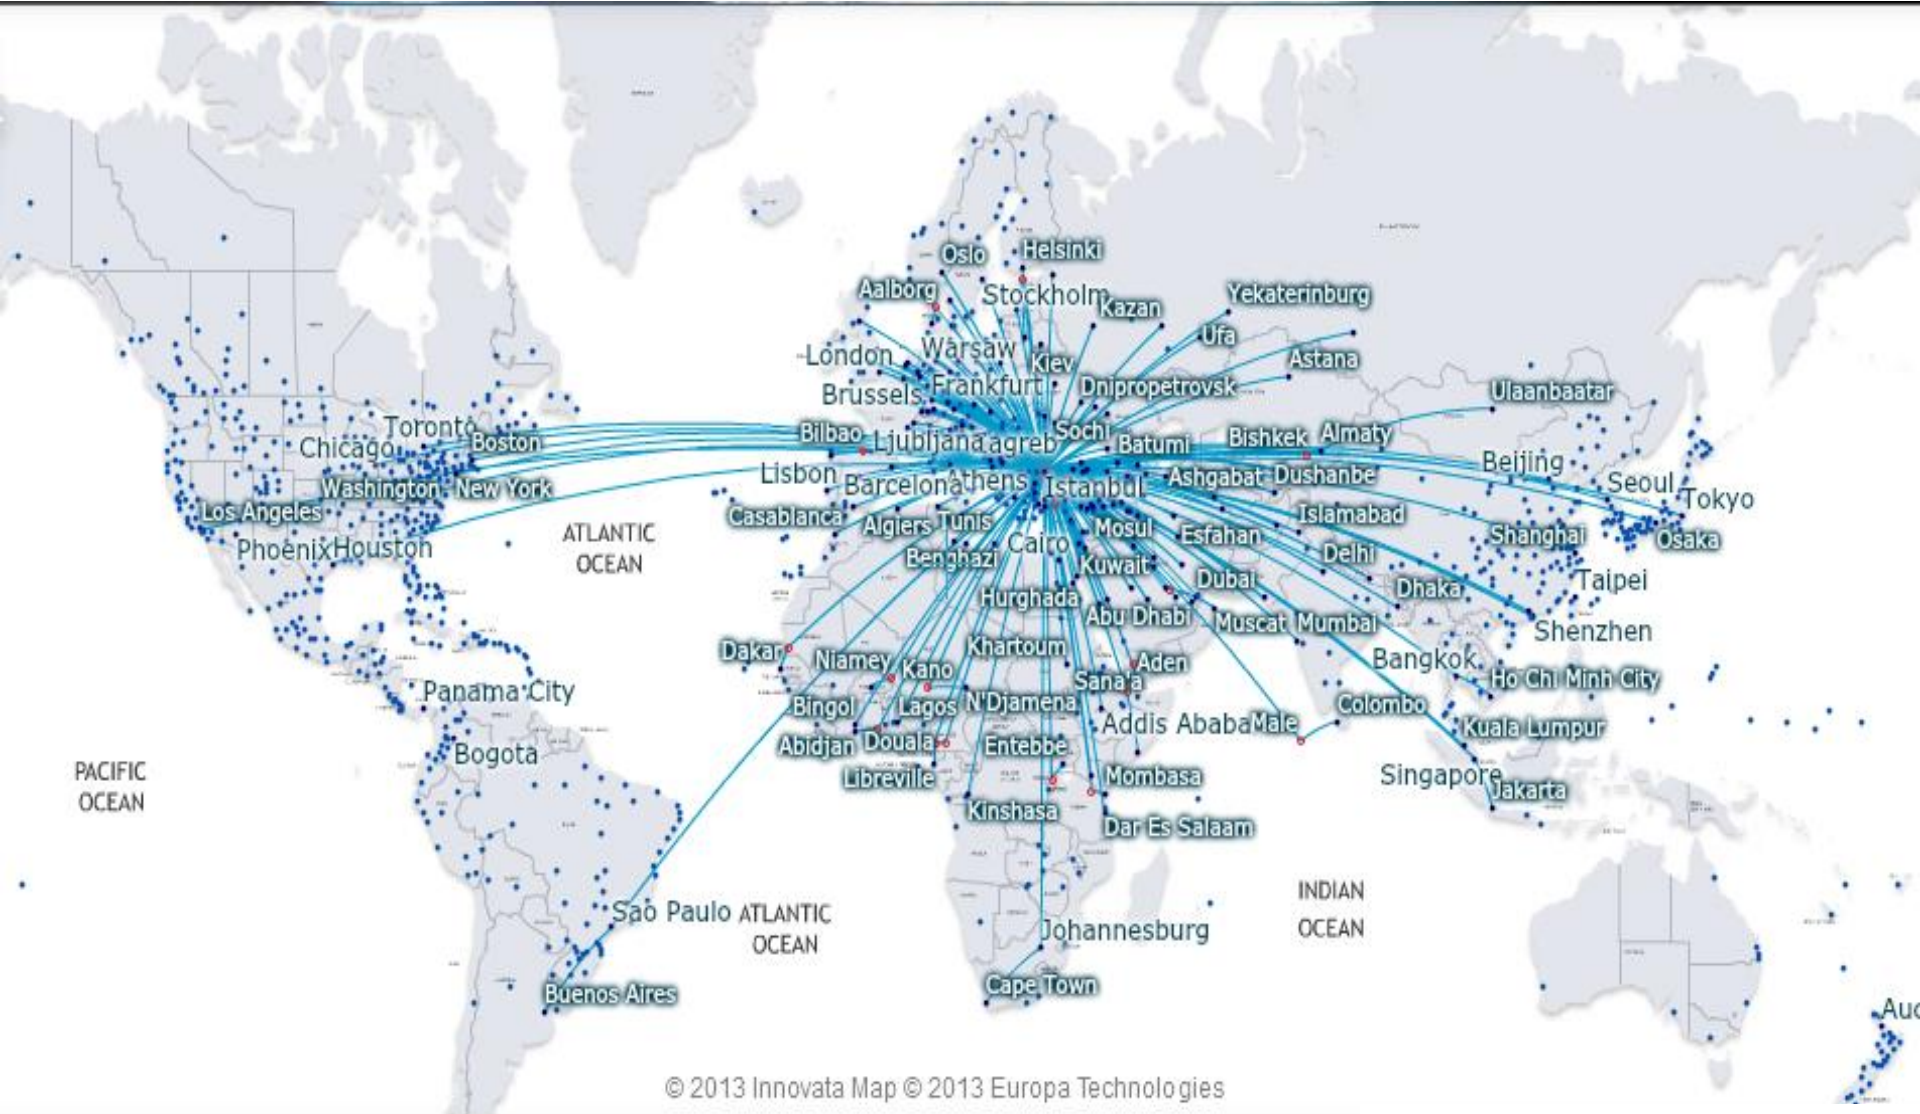 Oslo
Helsinki
Aalborg
Stockholm
Kazan
Yekaterinburg
Ufa
London
Warsaw
Kiev
Astana
Brussels
Frankfurt
Dnipropetrovsk
Ulaanbaatar
Toronto
Chicago
Boston
Bilbao
Ljubljana
agreb
Sochi
Batumi
Bishkek
Almaty
Beijing
Lisbon
Barcelona
thens
Istanbul
Ashgabat
Dushanbe
Seoul
Tokyo
Washington
New York
Los Angeles
Casablanca
Algiers
Tunis
Mosul
Esfahan
Islamabad
Shanghai
Osaka
Phoenix
Houston
ATLANTIC
OCEAN
Benghazi
Cairo
Kuwait
Dubai
Delhi
Dhaka
Taipei
Hurghada
Abu Dhabi
Muscat
Mumbai
Shenzhen
Dakar
Niamey
Kano
Khartoum
Aden
Sana'a
Bangkok
Ho Chi Minh City
Panama City
Bingol
Lagos
N'Djamena
Addis Ababa
Male
Colombo
Kuala Lumpur
Bogota
Abidjan
Douala
Entebbe
Libreville
Mombasa
Singapore
Jakarta
PACIFIC
OCEAN
Kinshasa
Dar Es Salaam
Sao Paulo
ATLANTIC
OCEAN
Johannesburg
INDIAN
OCEAN
Buenos Aires
Cape Town
Auc
© 2013 Innovata Map © 2013 Europa Technologies